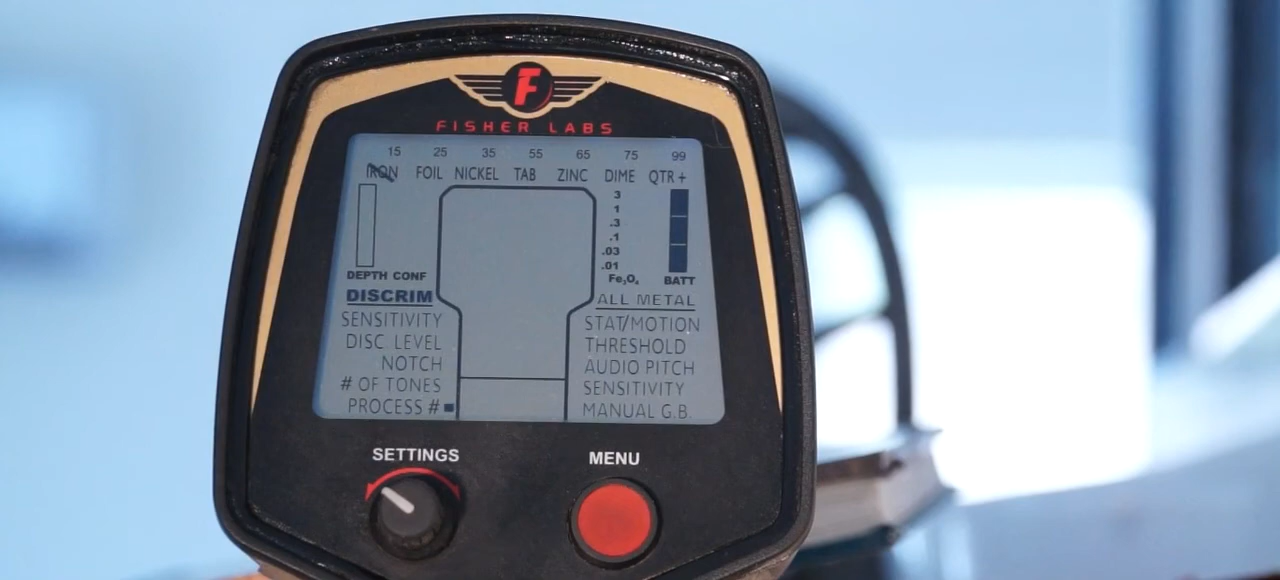 F
FISHER LABS
15 25 35 55 65 75 99
IRON FOIL NICKEL TAB ZINC DIME QTR +
3
1
.3
.1
.03
.01
DEPTH CONF
Fe₃O₄
BATT
DISCRIM
SENSITIVITY
DISC LEVEL
NOTCH
# OF TONES
PROCESS #
ALL METAL
STAT/MOTION
THRESHOLD
AUDIO PITCH
SENSITIVITY
MANUAL G.B.
SETTINGS
MENU